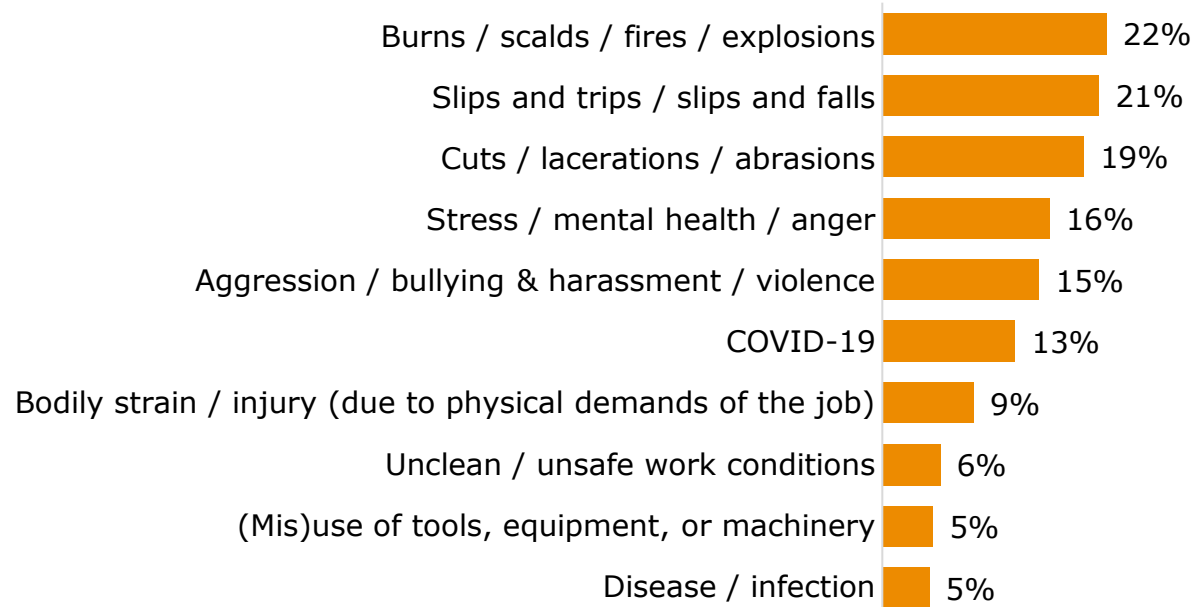 Burns / scalds / fires / explosions 22%
Slips and trips / slips and falls 21%
Cuts / lacerations / abrasions 19%
Stress / mental health / anger 16%
Aggression / bullying & harassment / violence 15%
COVID-19 13%
Bodily strain / injury (due to physical demands of the job) 9%
Unclean / unsafe work conditions 6%
(Mis)use of tools, equipment, or machinery 5%
Disease / infection 5%